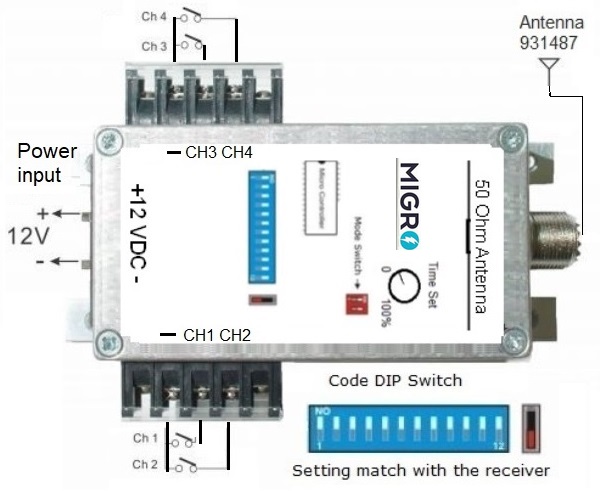 Ch 4
Ch 3
Antenna
931487
Power
input
+
12V
-
CH3 CH4
+12 VDC -
Micro Controller
Mode Switch
MIGRO
Time Set
0
100%
50 Ohm Antenna
CH1 CH2
Ch 1
Ch 2
Code DIP Switch
NO
1
12
Setting match with the receiver